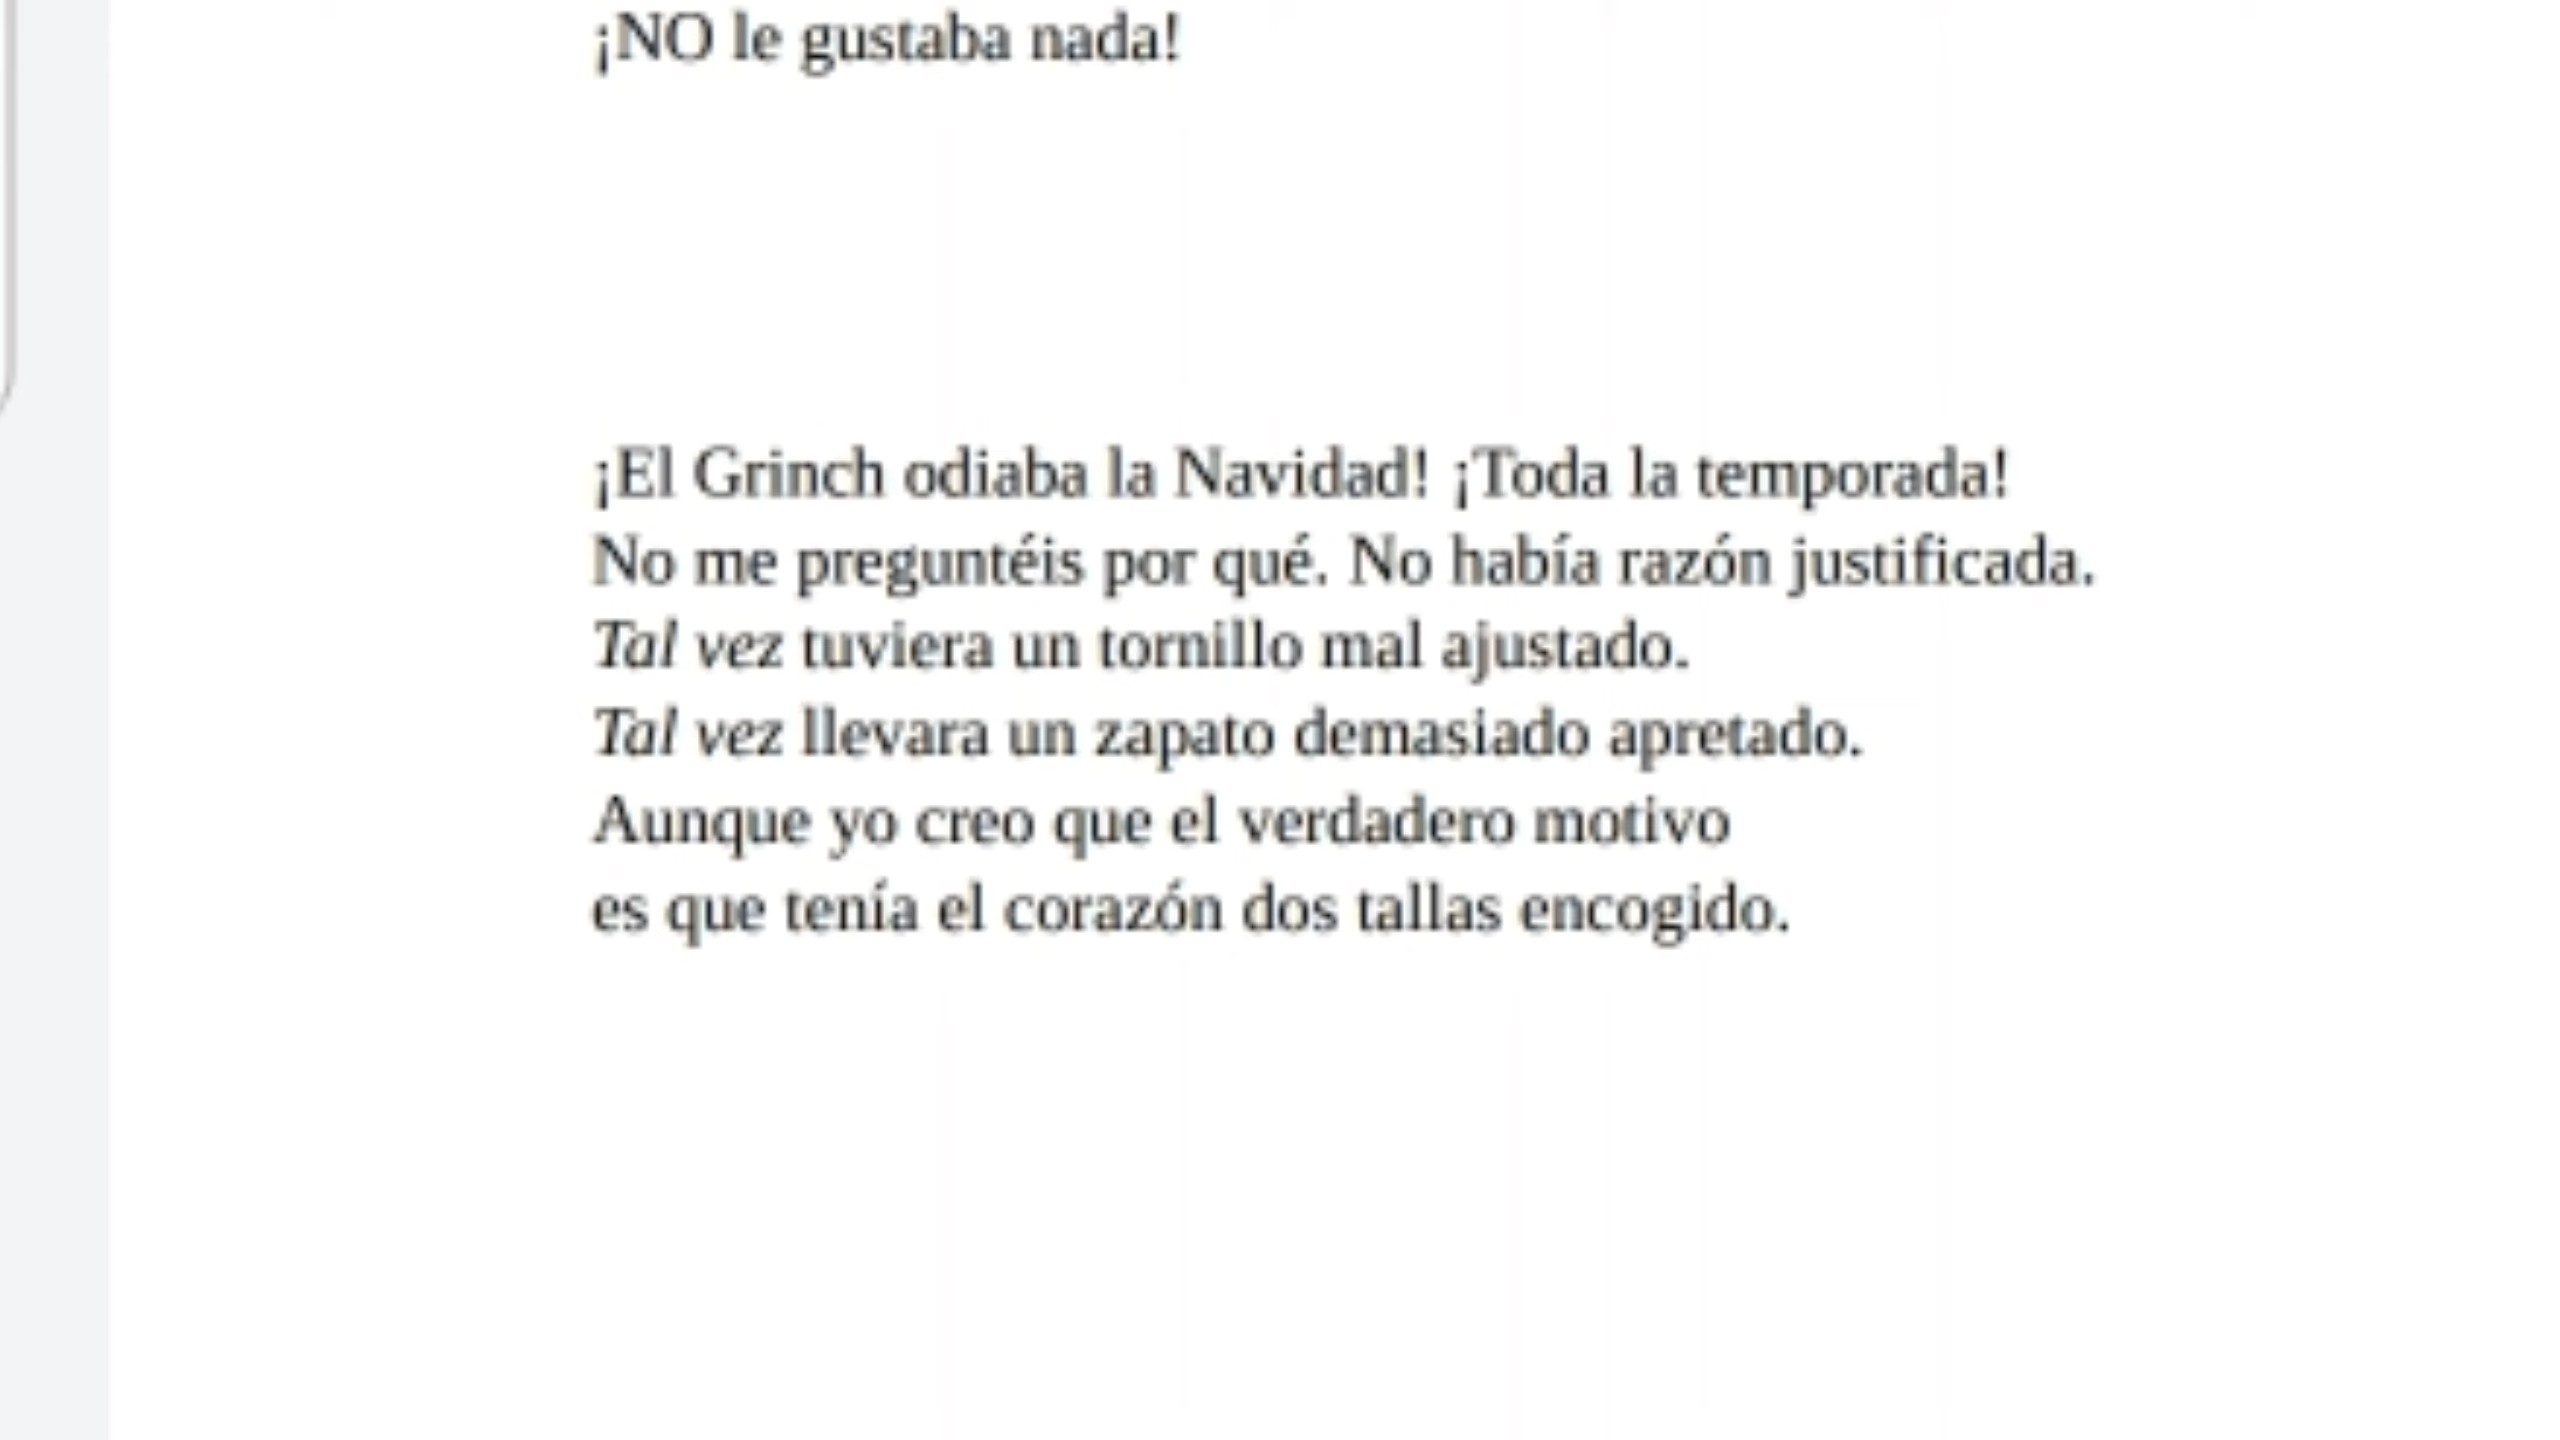 ¡NO le gustaba nada!
¡El Grinch odiaba la Navidad! ¡Toda la temporada!
No me preguntéis por qué. No había razón justificada.
Tal vez tuviera un tornillo mal ajustado.
Tal vez llevara un zapato demasiado apretado.
Aunque yo creo que el verdadero motivo
es que tenía el corazón dos tallas encogido.